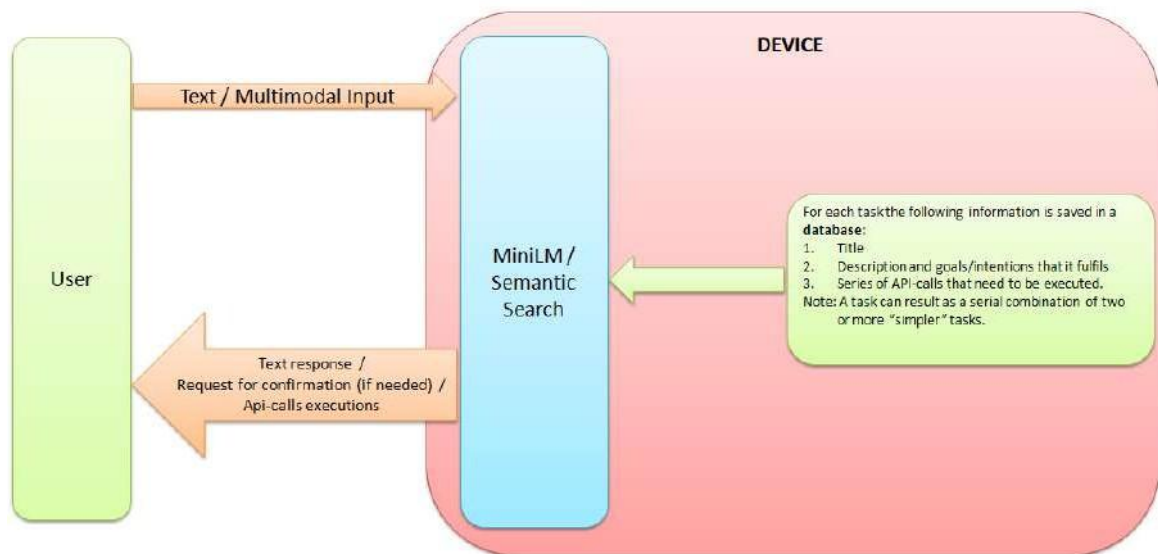 DEVICE
Text / Multimodal Input
User
MiniLM /
Semantic
Search
For each task the following information is saved in a
database:
1. Title
2. Description and goals/intentions that it fulfils
3. Series of API-calls that need to be executed.
Note: A task can result as a serial combination of two
or more “simpler” tasks.
Text response /
Request for confirmation (if needed) /
Api-calls executions